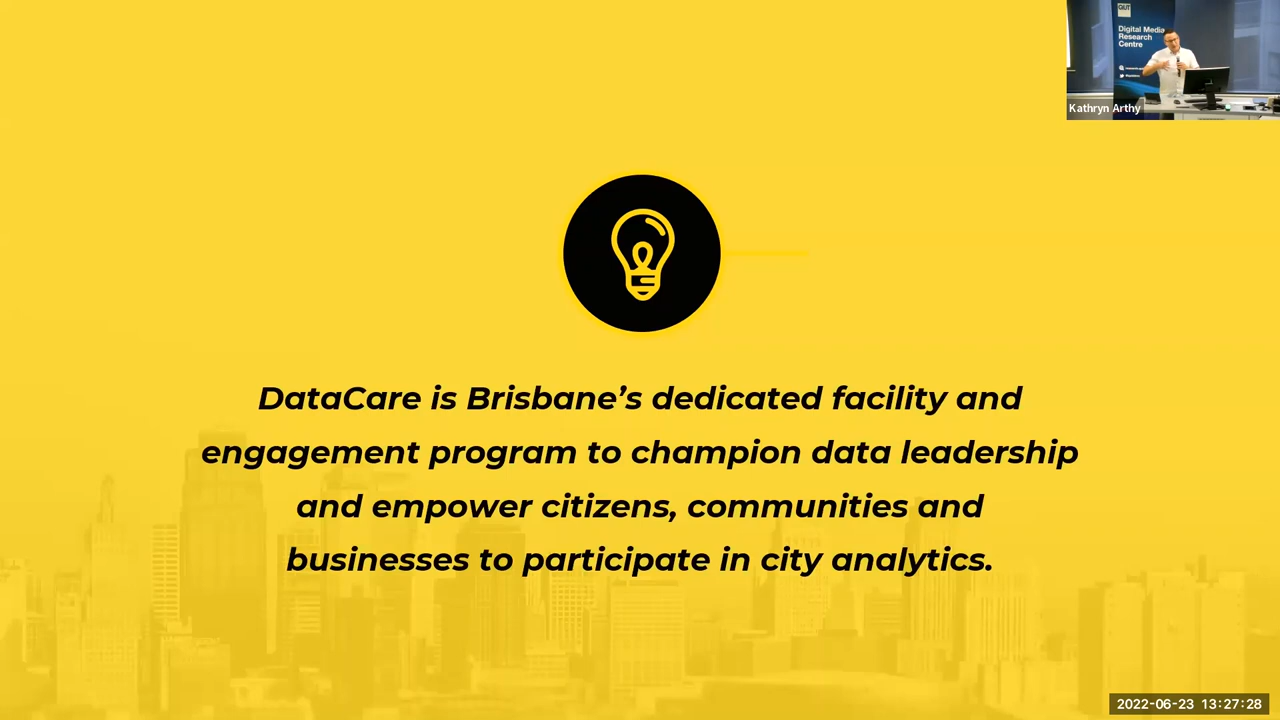 QUT
Digital Media
Research
Centre
Kathryn Arthy
DataCare is Brisbane’s dedicated facility and
engagement program to champion data leadership
and empower citizens, communities and
businesses to participate in city analytics.
2022-06-23 13:27:28